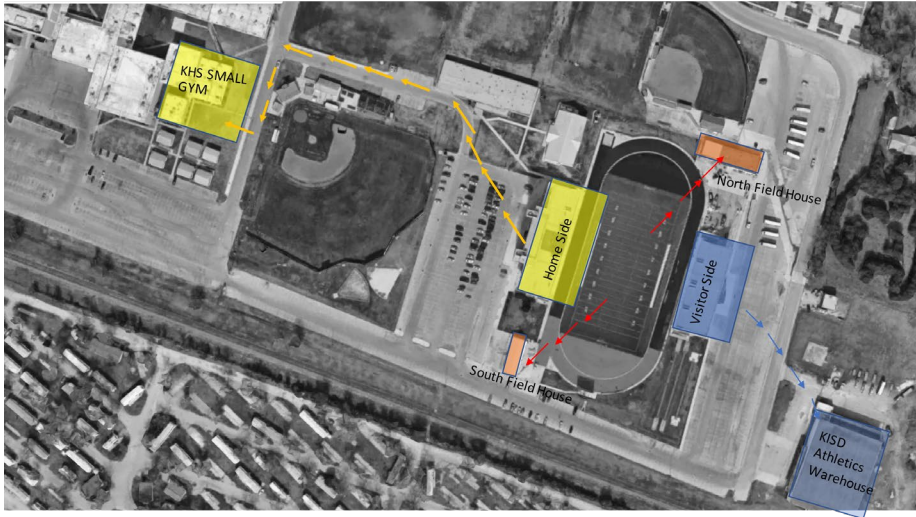 KHS SMALL
GYM
North Field House
Home Side
Visitor Side
South Field House
KISD
Athletics
Warehouse